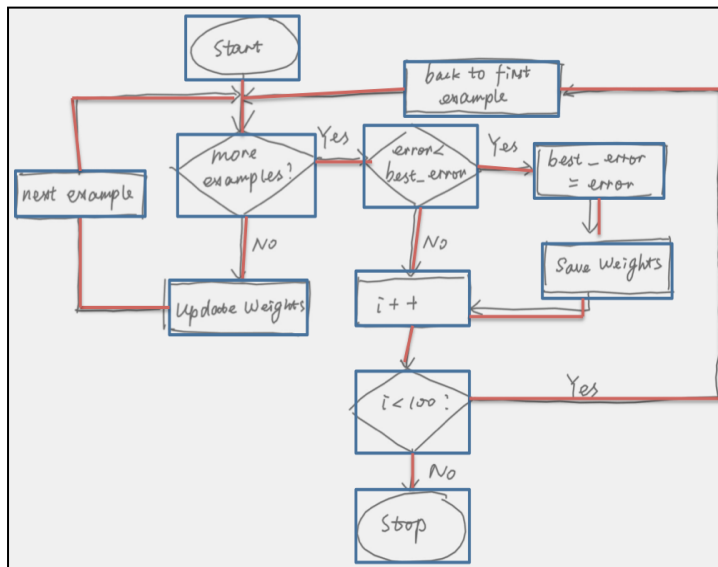 Start
back to first
example
more
examples?
Yes
error<
best_error
Yes
best_error
= error
next example
No
No
Update Weights
i++
Save Weights
i<100?
Yes
No
Stop